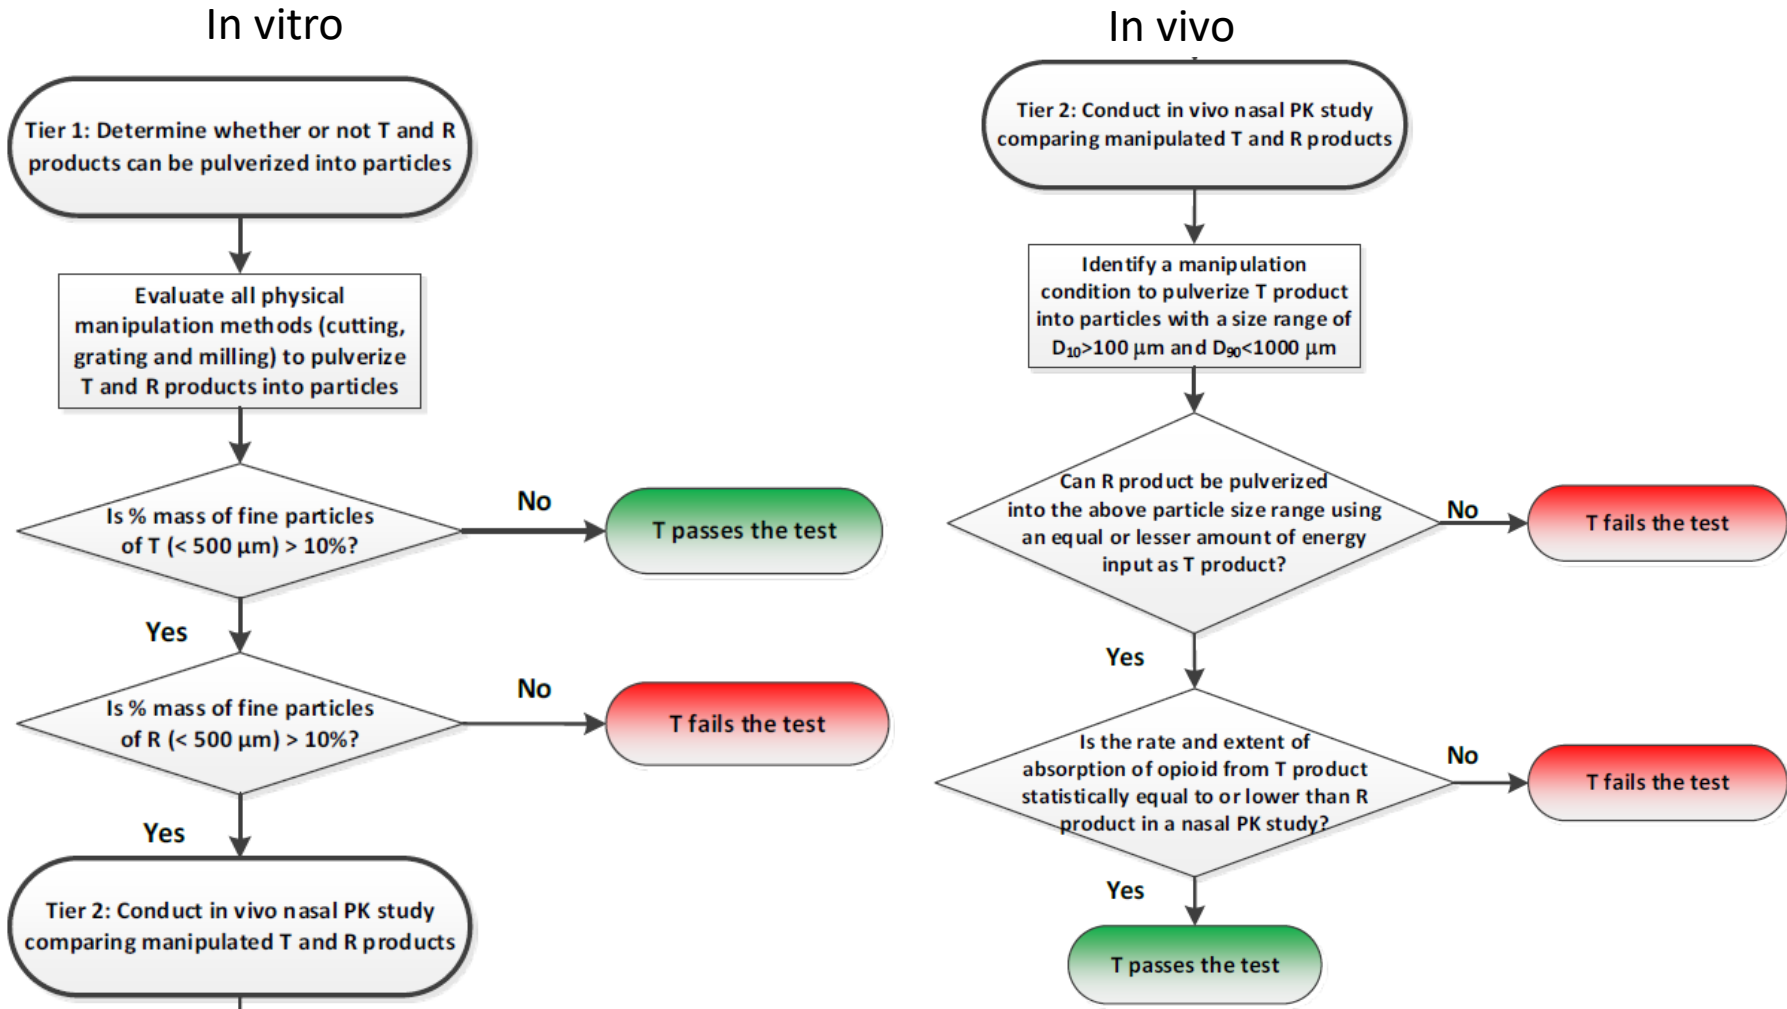 In vitro
Tier 1: Determine whether or not T and R
products can be pulverized into particles
Evaluate all physical
manipulation methods (cutting,
grating and milling) to pulverize
T and R products into particles
Is % mass of fine particles
of T (< 500 µm) > 10%?
No
T passes the test
Yes
Is % mass of fine particles
of R (< 500 µm) > 10%?
No
T fails the test
Yes
Tier 2: Conduct in vivo nasal PK study
comparing manipulated T and R products
In vivo
Tier 2: Conduct in vivo nasal PK study
comparing manipulated T and R products
Identify a manipulation
condition to pulverize T product
into particles with a size range of
D10>100 µm and D90<1000 µm
Can R product be pulverized
into the above particle size range using
an equal or lesser amount of energy
input as T product?
No
T fails the test
Yes
Is the rate and extent of
absorption of opioid from T product
statistically equal to or lower than R
product in a nasal PK study?
No
T fails the test
Yes
T passes the test